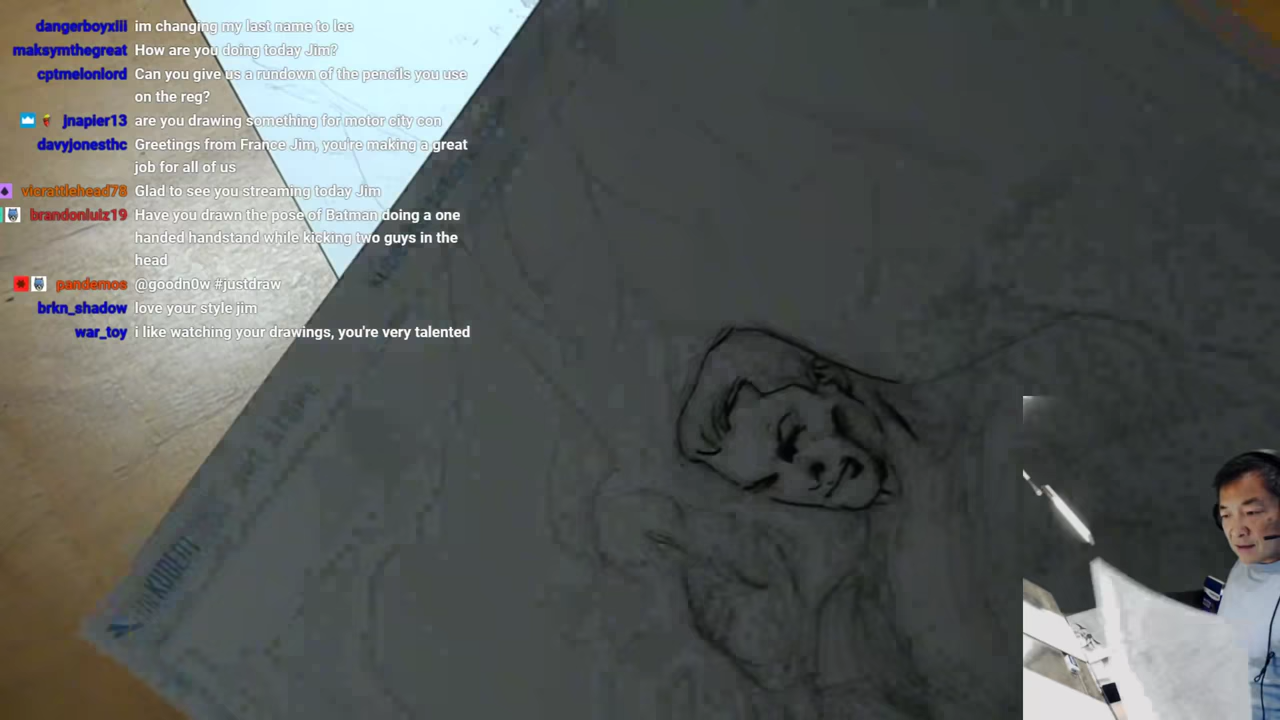 dangerboyxiii im changing my last name to lee
maksymthegreat How are you doing today Jim?
cptmelonlord Can you give us a rundown of the pencils you use
on the reg?
jnapier13 are you drawing something for motor city con
davyjonesthc Greetings from France Jim, you're making a great
job for all of us
vicrattlehead78 Glad to see you streaming today Jim
brandonluiz19 Have you drawn the pose of Batman doing a one
handed handstand while kicking two guys in the
head
pandemos @goodn0w #justdraw
brkn_shadow love your style jim
war_toy i like watching your drawings, you're very talented
KUBERT